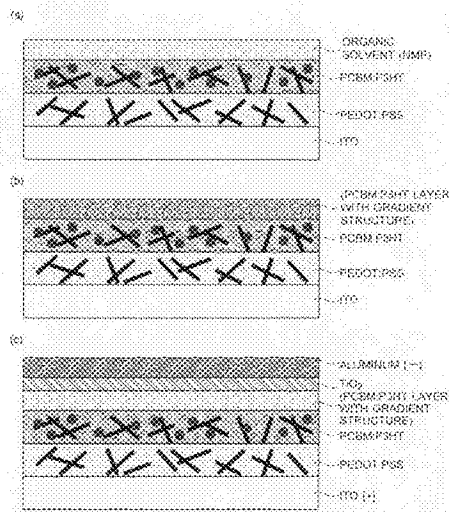 (a)
ORGANIC
SOLVENT (NMP)
PCBM:P3HT
PEDOT:PSS
ITO
(b)
(PCBM:P3HT LAYER
WITH GRADIENT
STRUCTURE)
PCBM:P3HT
PEDOT:PSS
ITO
(c)
ALUMINUM [−]
TiO2
(PCBM:P3HT LAYER
WITH GRADIENT
STRUCTURE)
PCBM:P3HT
PEDOT:PSS
ITO [+]